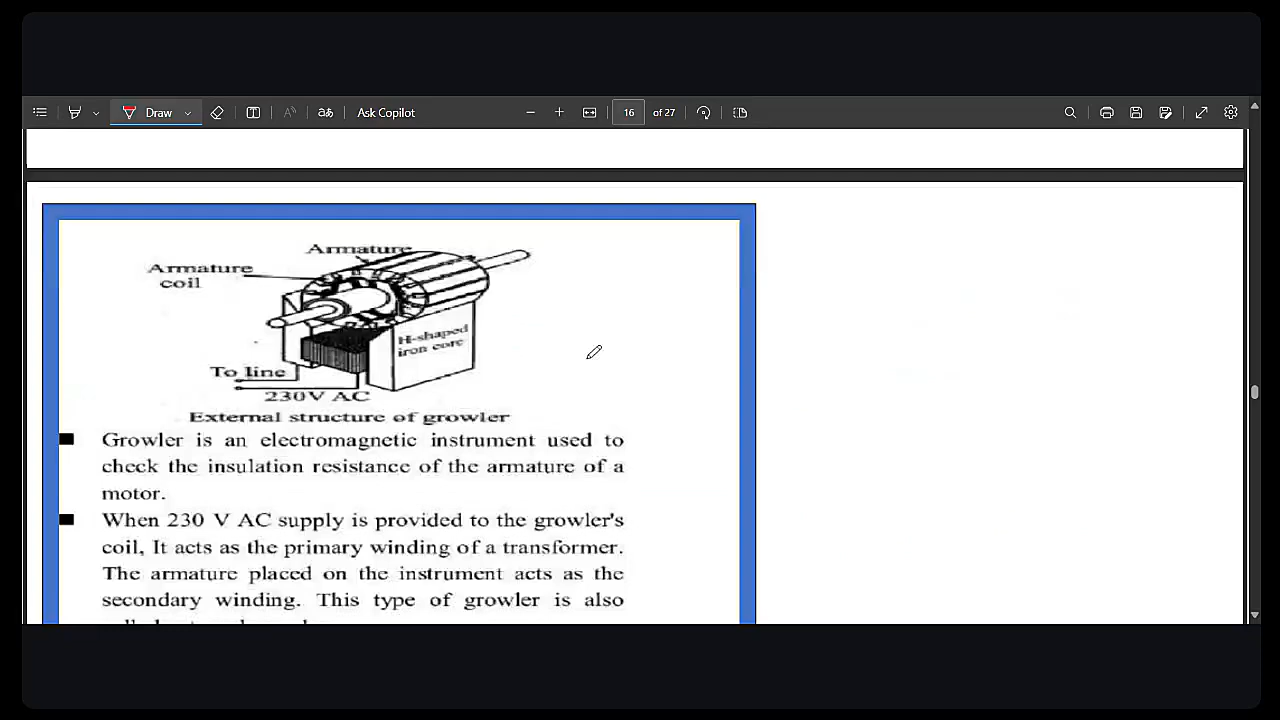 Draw
Ask Copilot
16
of 27
Armature
Armature
coil
H-shaped
iron core
To line
230V AC
External structure of growler
Growler is an electromagnetic instrument used to
check the insulation resistance of the armature of a
motor.
When 230 V AC supply is provided to the growler's
coil, It acts as the primary winding of a transformer.
The armature placed on the instrument acts as the
secondary winding. This type of growler is also